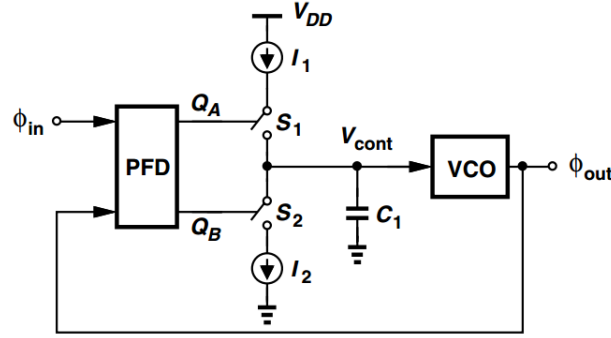 V_DD
I_1
Q_A
S_1
ϕ_in
PFD
V_cont
VCO
ϕ_out
Q_B
S_2
C_1
I_2